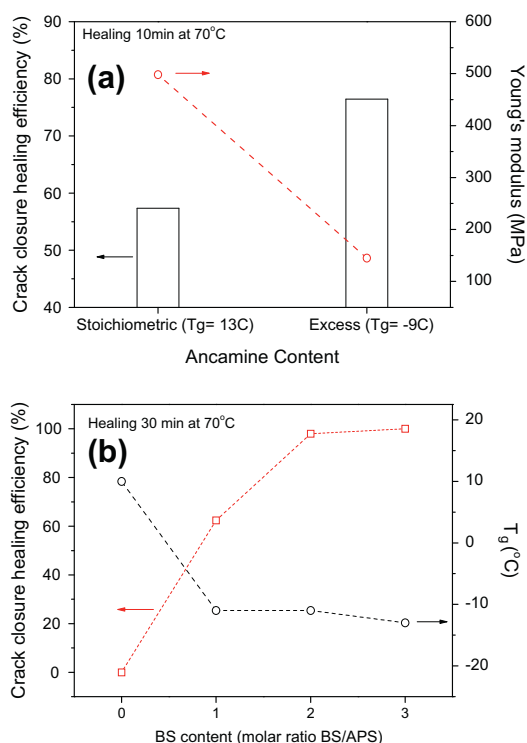 Healing 10min at 70°C
(a)
Crack closure healing efficiency (%)
90
80
70
60
50
40
Young's modulus (MPa)
600
500
400
300
200
100
Stoichiometric (Tg= 13C)
Excess (Tg= -9C)
Ancamine Content
Healing 30 min at 70°C
(b)
Crack closure healing efficiency (%)
100
80
60
40
20
0
T g (°C)
20
10
0
-10
-20
0
1
2
3
BS content (molar ratio BS/APS)